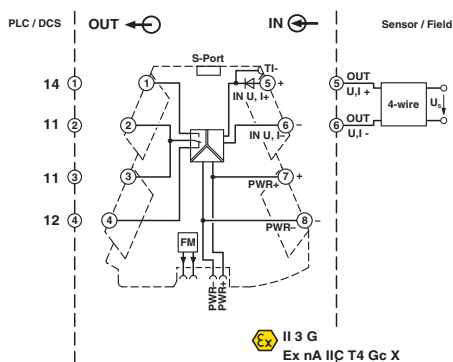 PLC / DCS
OUT
IN
Sensor / Field
S-Port
TI-
14
1
1
5
+
5
OUT
U,I +
IN U, I+
4-wire
Us
11
2
2
IN U, I–
6
–
6
OUT
U,I -
11
3
3
7
+
PWR+
12
4
4
8
–
PWR–
FM
PWR–
PWR+
Ex
II 3 G
Ex nA IIC T4 Gc X